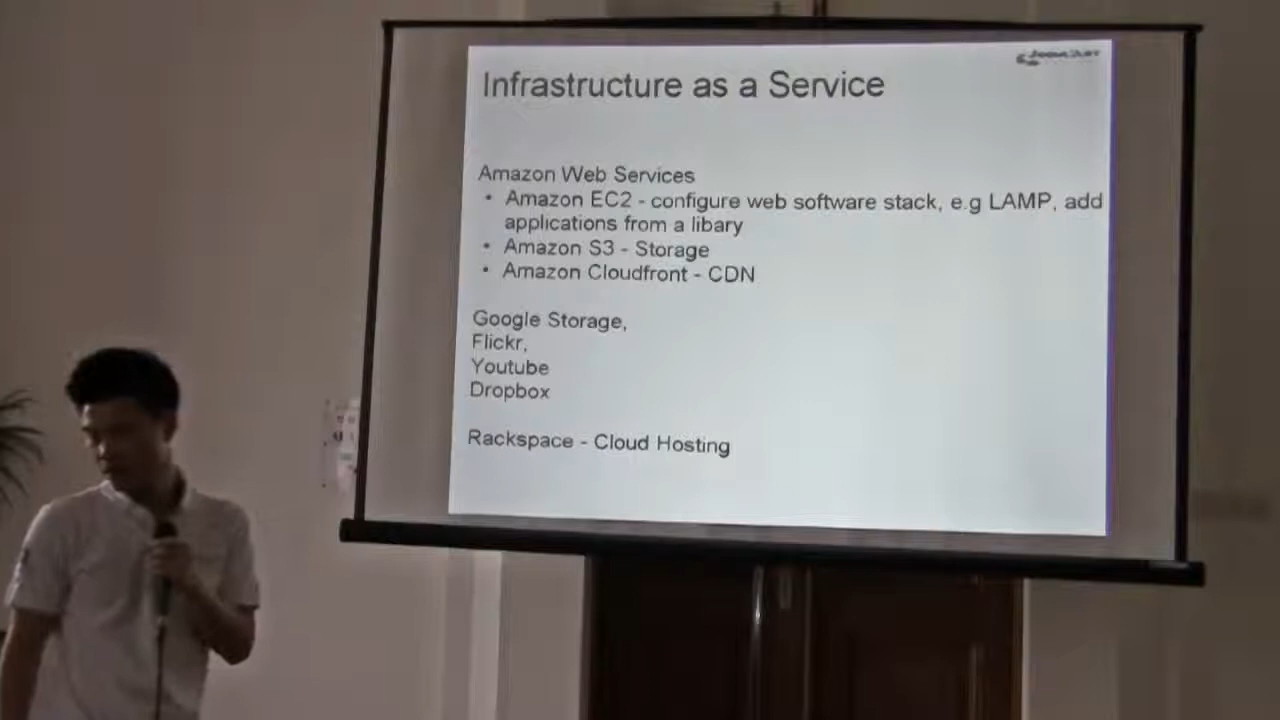 Infrastructure as a Service
Amazon Web Services
• Amazon EC2 - configure web software stack, e.g LAMP, add
applications from a libary
• Amazon S3 - Storage
• Amazon Cloudfront - CDN
Google Storage,
Flickr,
Youtube
Dropbox
Rackspace - Cloud Hosting